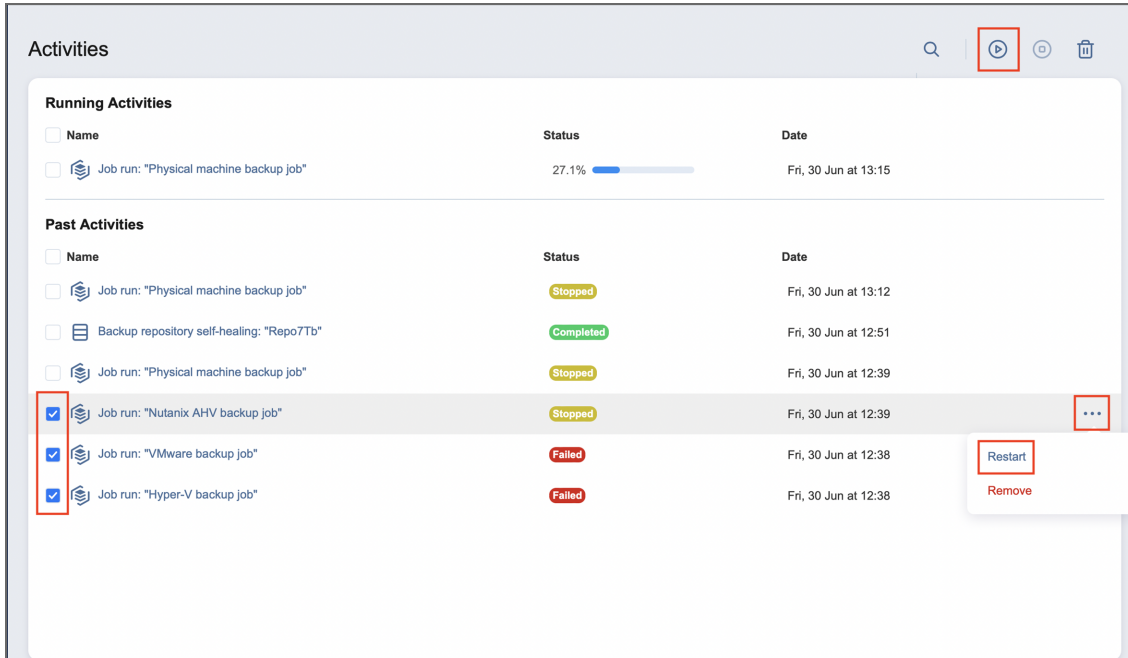 Activities
Running Activities
Name Status Date
Job run: "Physical machine backup job" 27.1% Fri, 30 Jun at 13:15
Past Activities
Name Status Date
Job run: "Physical machine backup job" Stopped Fri, 30 Jun at 13:12
Backup repository self-healing: "Repo7Tb" Completed Fri, 30 Jun at 12:51
Job run: "Physical machine backup job" Stopped Fri, 30 Jun at 12:39
Job run: "Nutanix AHV backup job" Stopped Fri, 30 Jun at 12:39
Job run: "VMware backup job" Failed Fri, 30 Jun at 12:38
Restart
Remove
Job run: "Hyper-V backup job" Failed Fri, 30 Jun at 12:38